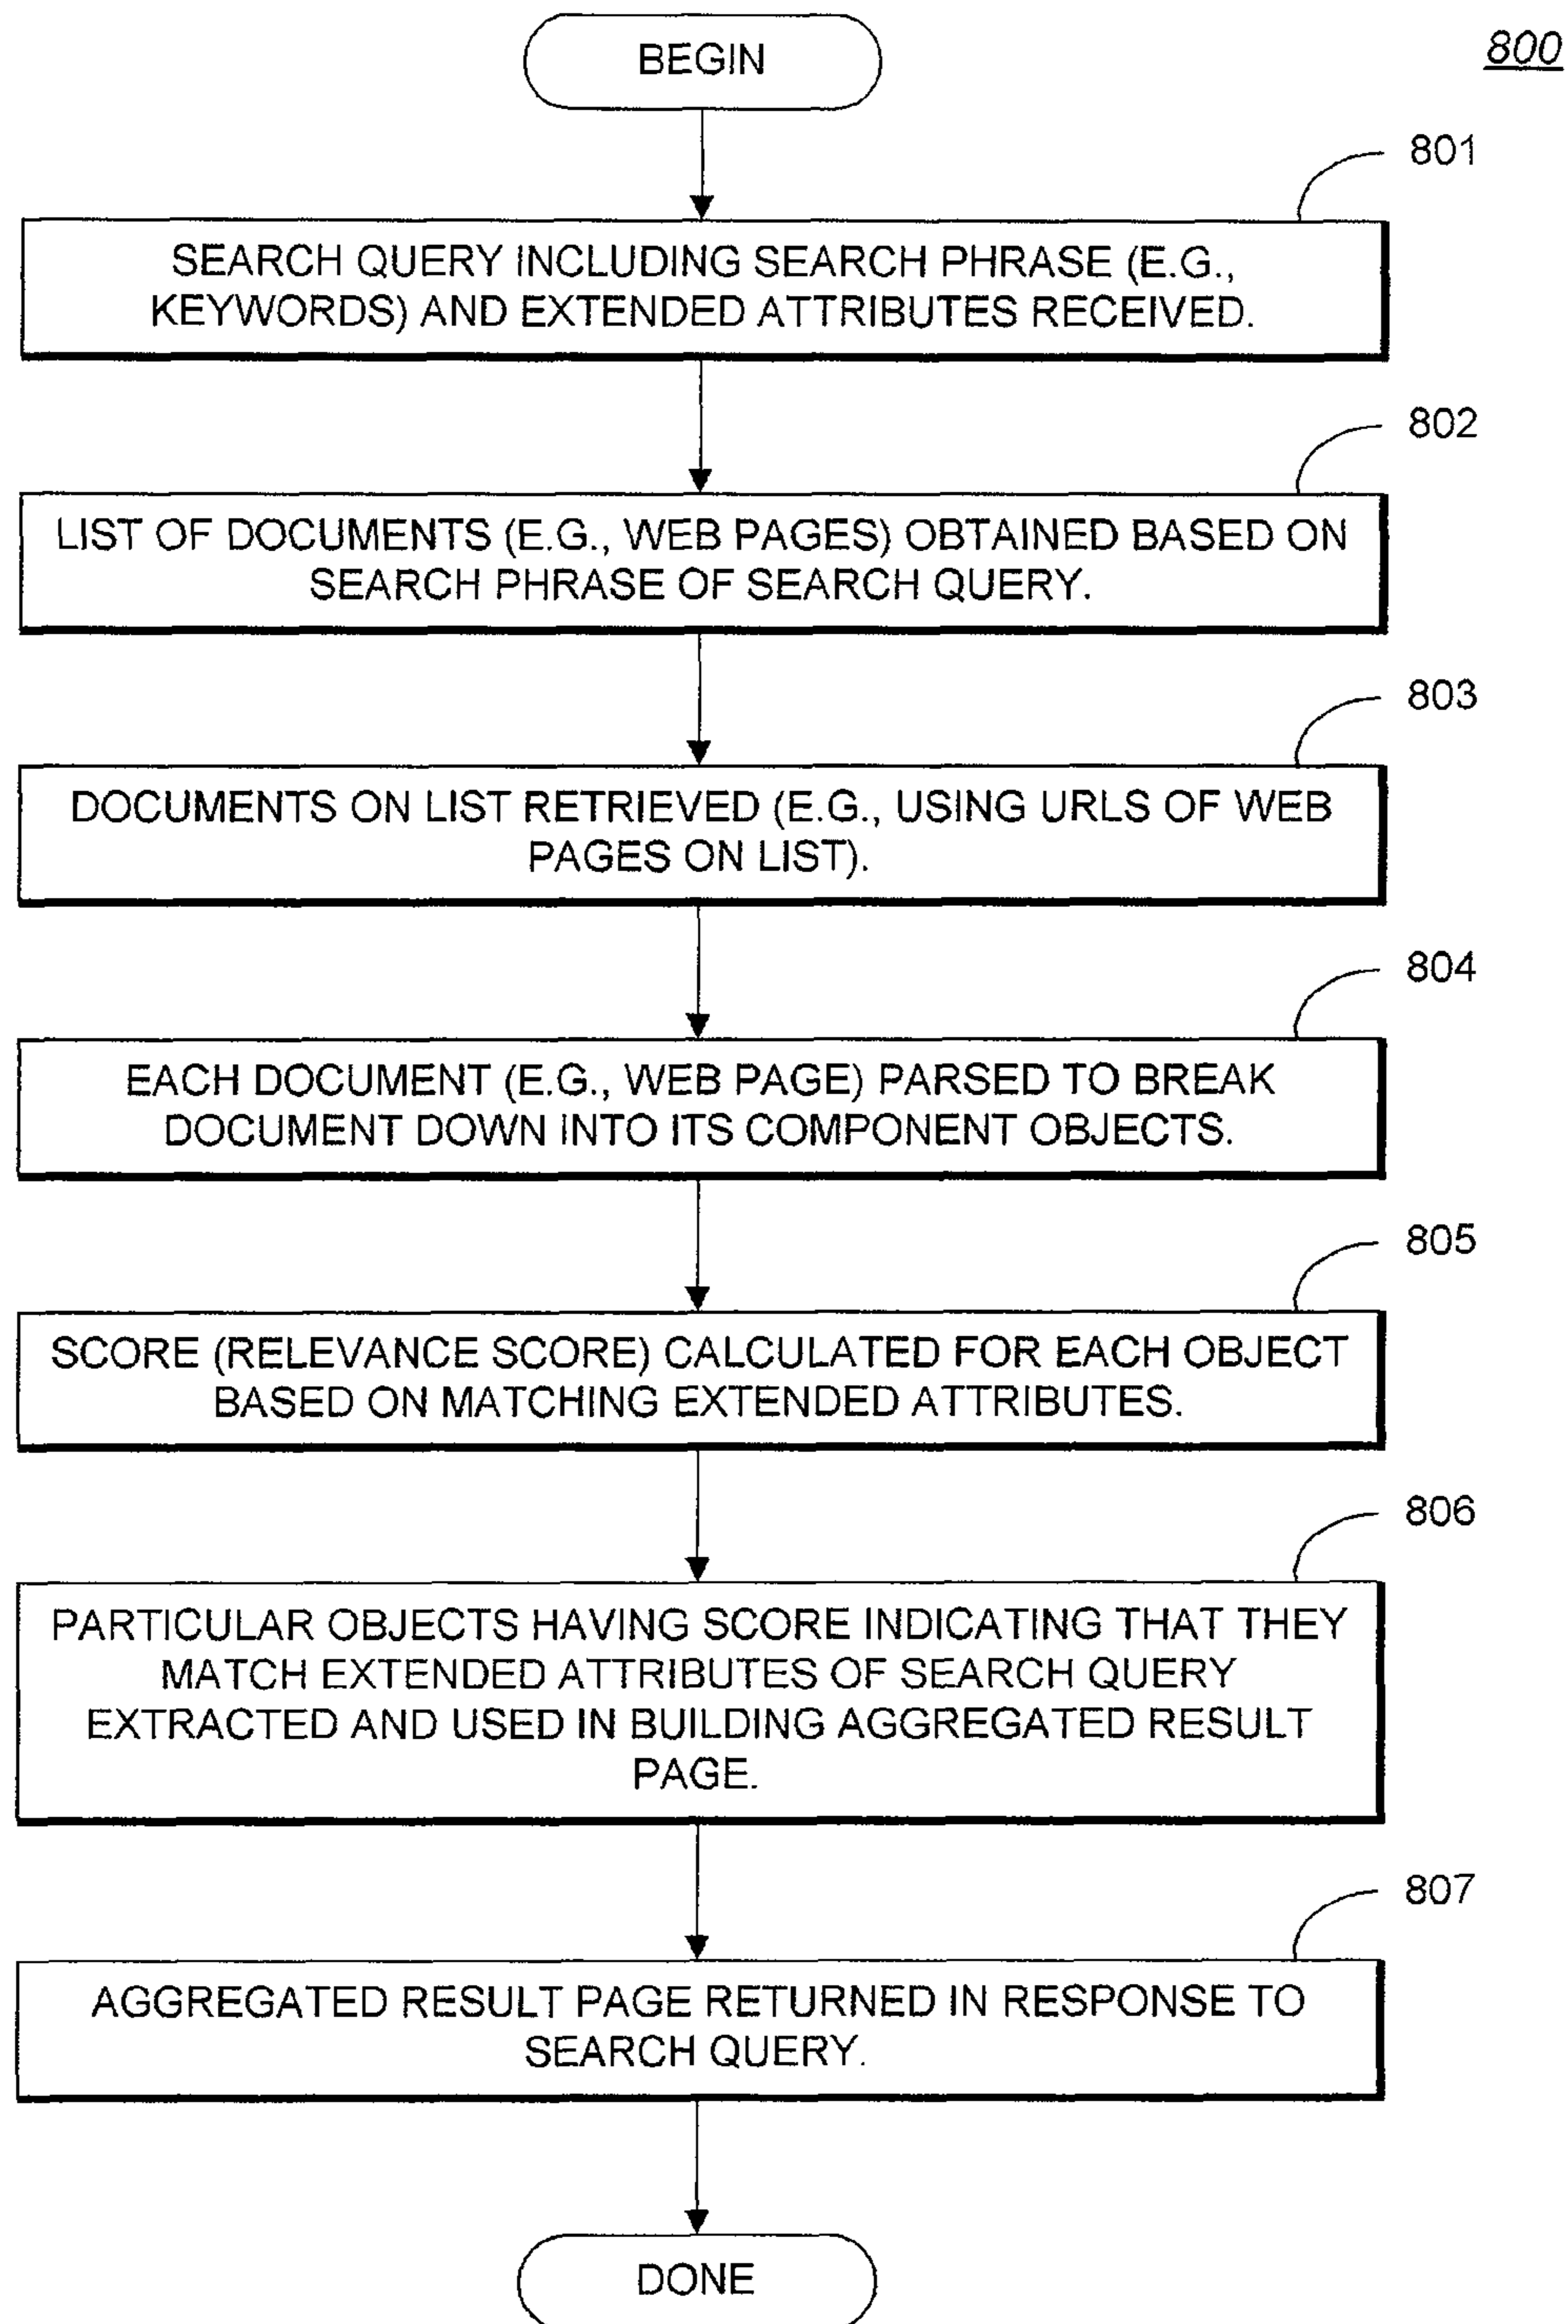 BEGIN
800
801
SEARCH QUERY INCLUDING SEARCH PHRASE (E.G.,
KEYWORDS) AND EXTENDED ATTRIBUTES RECEIVED.
802
LIST OF DOCUMENTS (E.G., WEB PAGES) OBTAINED BASED ON
SEARCH PHRASE OF SEARCH QUERY.
803
DOCUMENTS ON LIST RETRIEVED (E.G., USING URLS OF WEB
PAGES ON LIST).
804
EACH DOCUMENT (E.G., WEB PAGE) PARSED TO BREAK
DOCUMENT DOWN INTO ITS COMPONENT OBJECTS.
805
SCORE (RELEVANCE SCORE) CALCULATED FOR EACH OBJECT
BASED ON MATCHING EXTENDED ATTRIBUTES.
806
PARTICULAR OBJECTS HAVING SCORE INDICATING THAT THEY
MATCH EXTENDED ATTRIBUTES OF SEARCH QUERY
EXTRACTED AND USED IN BUILDING AGGREGATED RESULT
PAGE.
807
AGGREGATED RESULT PAGE RETURNED IN RESPONSE TO
SEARCH QUERY.
DONE